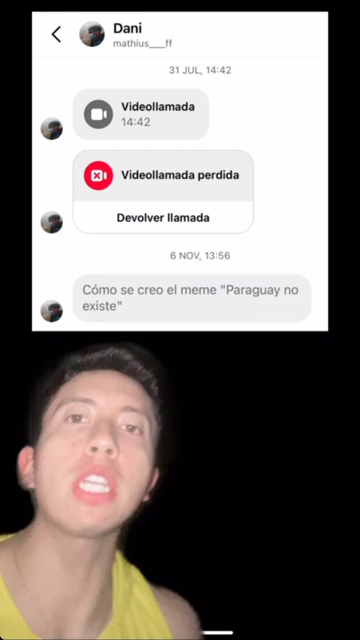 Dani
mathius___ff
31 JUL, 14:42
Videollamada
14:42
Videollamada perdida
Devolver llamada
6 NOV, 13:56
Cómo se creo el meme "Paraguay no
existe"